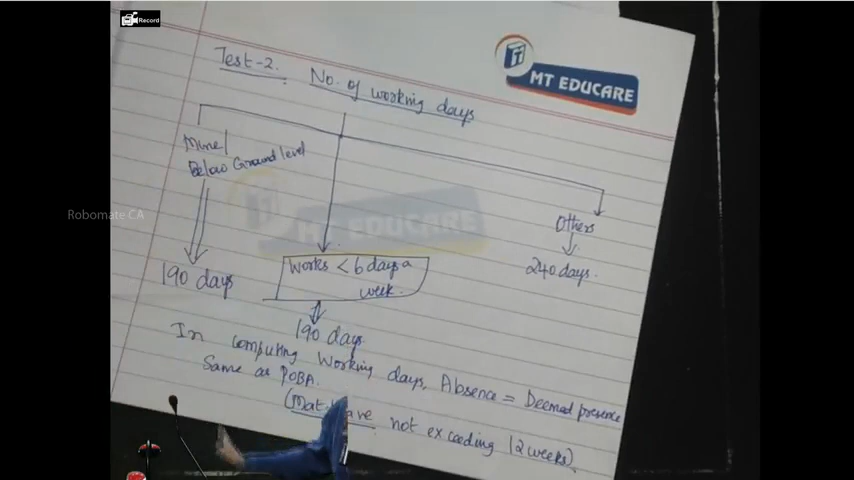 Record
MT EDUCARE
Test-2.
No. of working days
Mine/
Below Ground level
Others
Robomate CA
MT EDUCARE
190 days
Works < 6 days a
week.
240 days.
190 days.
In computing Working days, Absence = Deemed presence
Same as POBA.
(Mat. not exceeding 12 weeks)